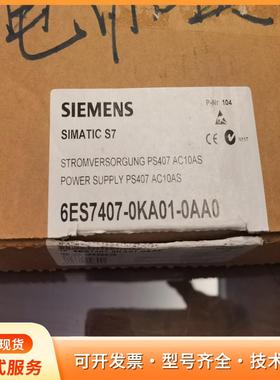 SIEMENS
P-Nr 104
SIMATIC S7
N117
STROMVERSORGUNG PS407 AC10AS
POWER SUPPLY PS407 AC10AS
6ES7407-0KA01-0AA0
现货
式服务
可开发票·型号齐全·技术